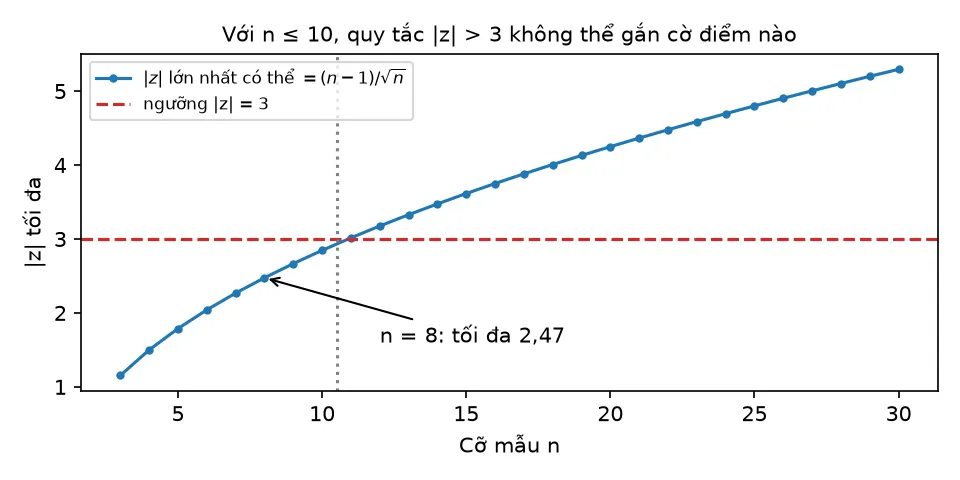 Với n ≤ 10, quy tắc |z| > 3 không thể gắn cờ điểm nào
|z| lớn nhất có thể = (n − 1)/√n
ngưỡng |z| = 3
|z| tối đa
5
4
3
2
1
n = 8: tối đa 2,47
5
10
15
20
25
30
Cỡ mẫu n